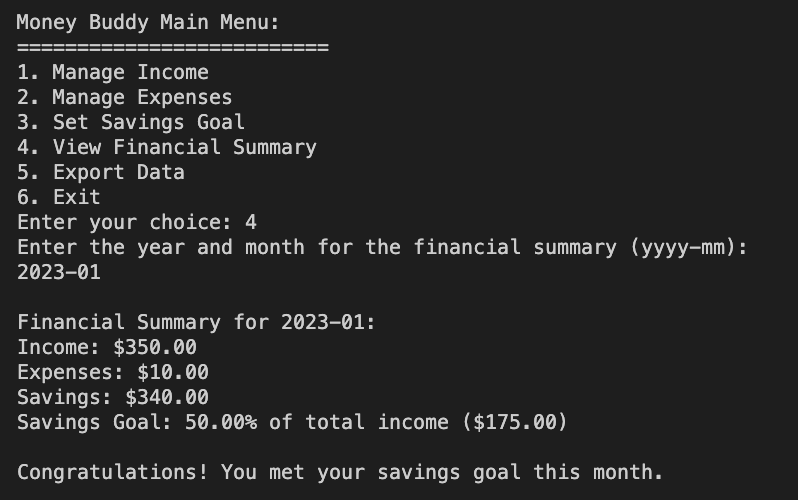 Money Buddy Main Menu:
==========================
1. Manage Income
2. Manage Expenses
3. Set Savings Goal
4. View Financial Summary
5. Export Data
6. Exit
Enter your choice: 4
Enter the year and month for the financial summary (yyyy-mm):
2023-01
Financial Summary for 2023-01:
Income: $350.00
Expenses: $10.00
Savings: $340.00
Savings Goal: 50.00% of total income ($175.00)
Congratulations! You met your savings goal this month.